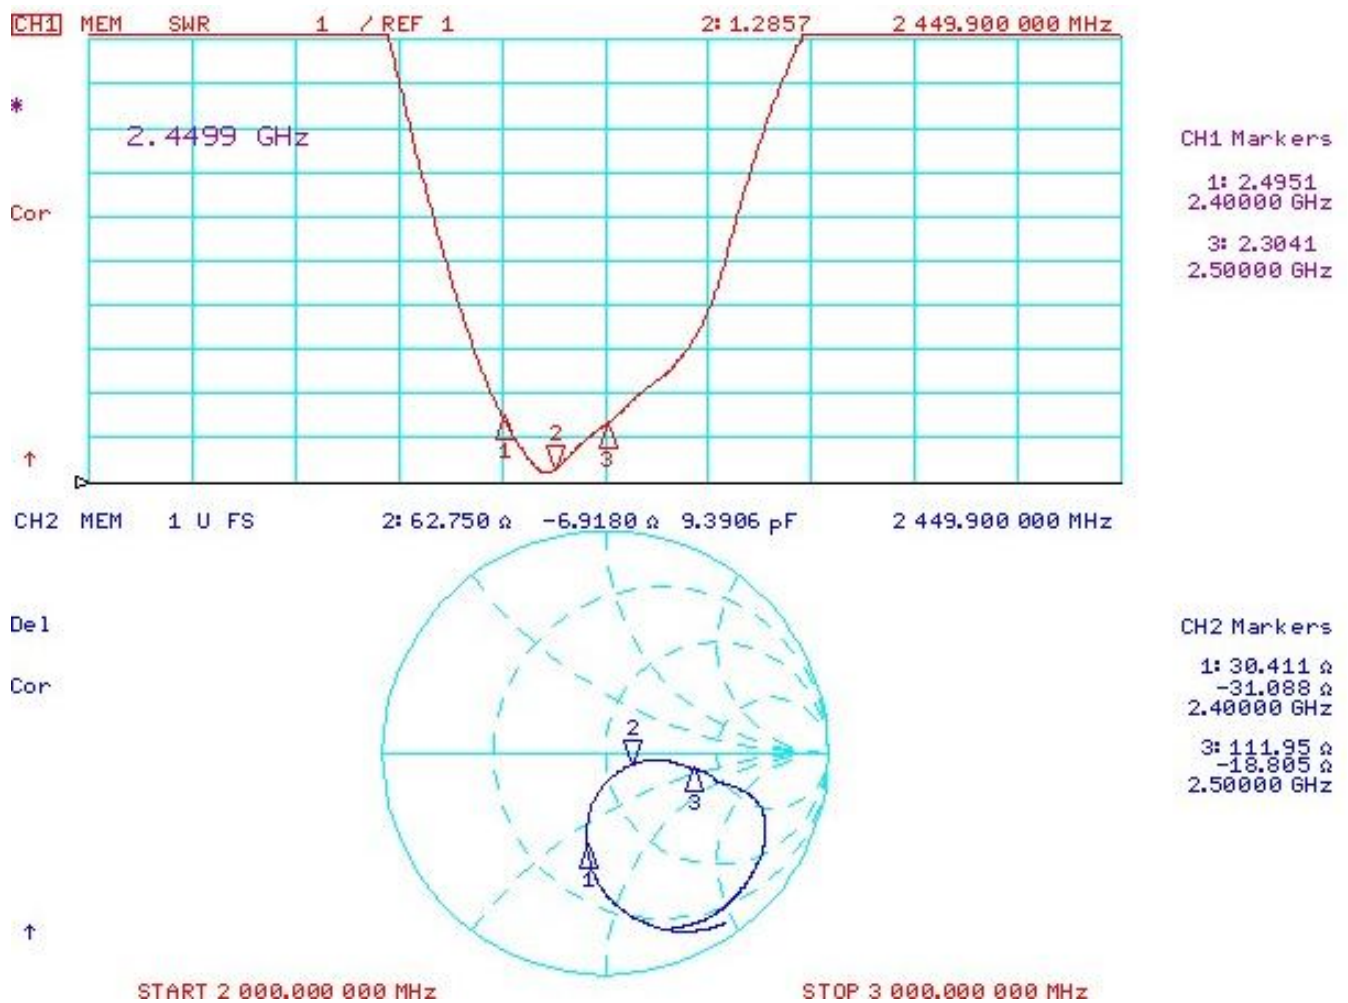 CH1 MEM SWR 1 / REF 1 2: 1.2857 2 449.900 000 MHz
*
2.4499 GHz
CH1 Markers
1: 2.4951
2.40000 GHz
Cor
3: 2.3041
2.50000 GHz
2
1
3
↑
CH2 MEM 1 U FS 2: 62.750 Ω -6.9180 Ω 9.3906 pF 2 449.900 000 MHz
Del
CH2 Markers
1: 30.411 Ω
-31.088 Ω
2.40000 GHz
Cor
2
3: 111.95 Ω
-18.805 Ω
2.50000 GHz
3
1
↑
START 2 000.000 000 MHz STOP 3 000.000 000 MHz